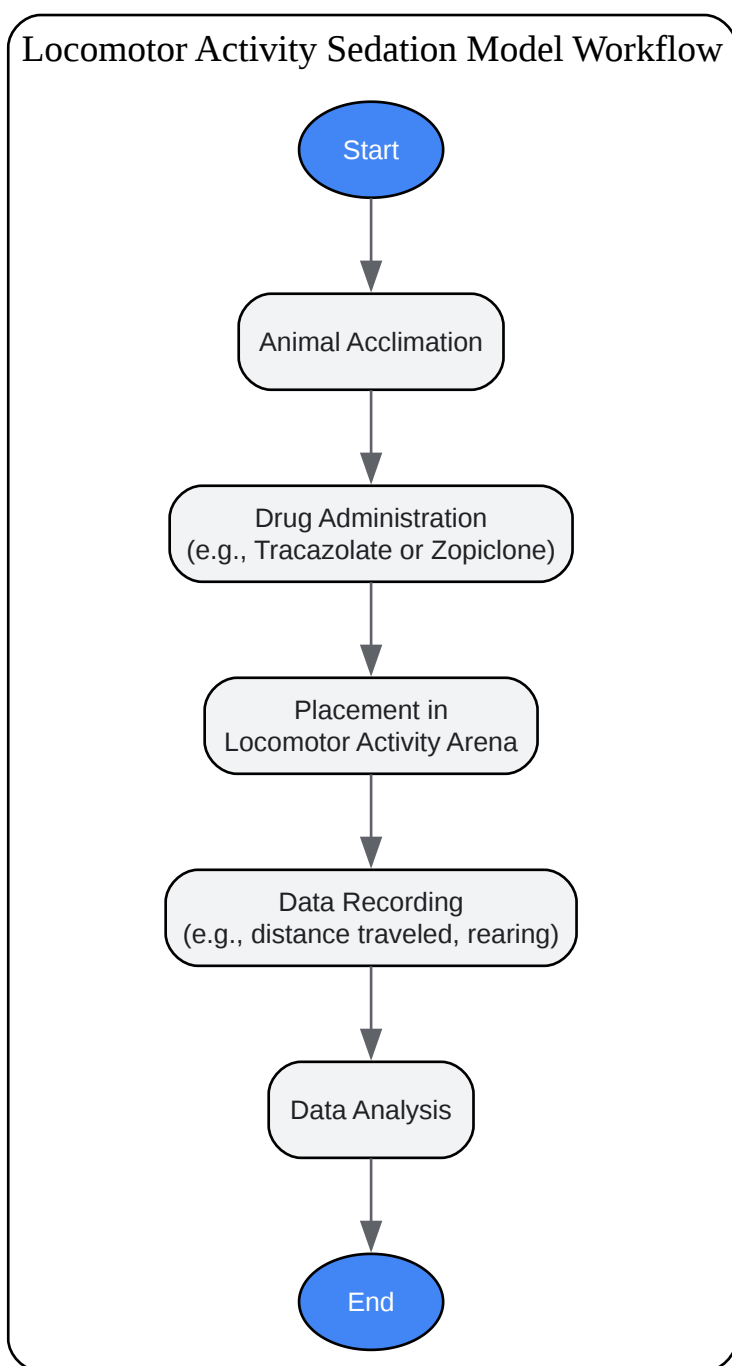 Locomotor Activity Sedation Model Workflow
Start
Animal Acclimation
Drug Administration
(e.g., Tracazolate or Zopiclone)
Placement in
Locomotor Activity Arena
Data Recording
(e.g., distance traveled, rearing)
Data Analysis
End